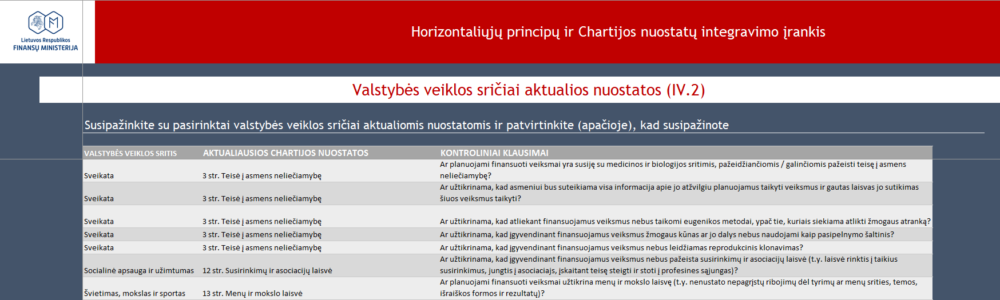 Lietuvos Respublikos
FINANSŲ MINISTERIJA
Horizontaliųjų principų ir Chartijos nuostatų integravimo įrankis
Valstybės veiklos sričiai aktualios nuostatos (IV.2)
Susipažinkite su pasirinktai valstybės veiklos sričiai aktualiomis nuostatomis ir patvirtinkite (apačioje), kad susipažinote
VALSTYBĖS VEIKLOS SRITIS AKTUALIAUSIOS CHARTIJOS NUOSTATOS KONTROLINIAI KLAUSIMAI
Ar planuojami finansuoti veiksmai yra susiję su medicinos ir biologijos sritimis, pažeidžiančiomis / galinčiomis pažeisti teisę į asmens
Sveikata 3 str. Teisė į asmens neliečiamybę neliečiamybę?
Ar užtikrinama, kad asmeniui bus suteikiama visa informacija apie jo atžvilgiu planuojamus taikyti veiksmus ir gautas laisvas jo sutikimas
Sveikata 3 str. Teisė į asmens neliečiamybę šiuos veiksmus taikyti?
Sveikata 3 str. Teisė į asmens neliečiamybę Ar užtikrinama, kad atliekant finansuojamus veiksmus nebus taikomi eugenikos metodai, ypač tie, kuriais siekiama atlikti žmogaus atranką?
Sveikata 3 str. Teisė į asmens neliečiamybę Ar užtikrinama, kad įgyvendinant finansuojamus veiksmus žmogaus kūnas ar jo dalys nebus naudojami kaip pasipelnymo šaltinis?
Sveikata 3 str. Teisė į asmens neliečiamybę Ar užtikrinama, kad įgyvendinant finansuojamus veiksmus nebus leidžiamas reprodukcinis klonavimas?
Ar užtikrinama, kad įgyvendinant finansuojamus veiksmus nebus pažeista susirinkimų ir asociacijų laisvė (t.y. laisvė rinktis į taikius
Socialinė apsauga ir užimtumas 12 str. Susirinkimų ir asociacijų laisvė susirinkimus, jungtis į asociaciajs, įskaitant teisę steigti ir stoti į profesines sąjungas)?
Ar planuojami finansuoti veiksmai užtikrina menų ir mokslo laisvę (t.y. nenustato nepagrįstų ribojimų dėl tyrimų ar menų srities, temos,
Švietimas, mokslas ir sportas 13 str. Menų ir mokslo laisvė išraiškos formos ir rezultatų)?